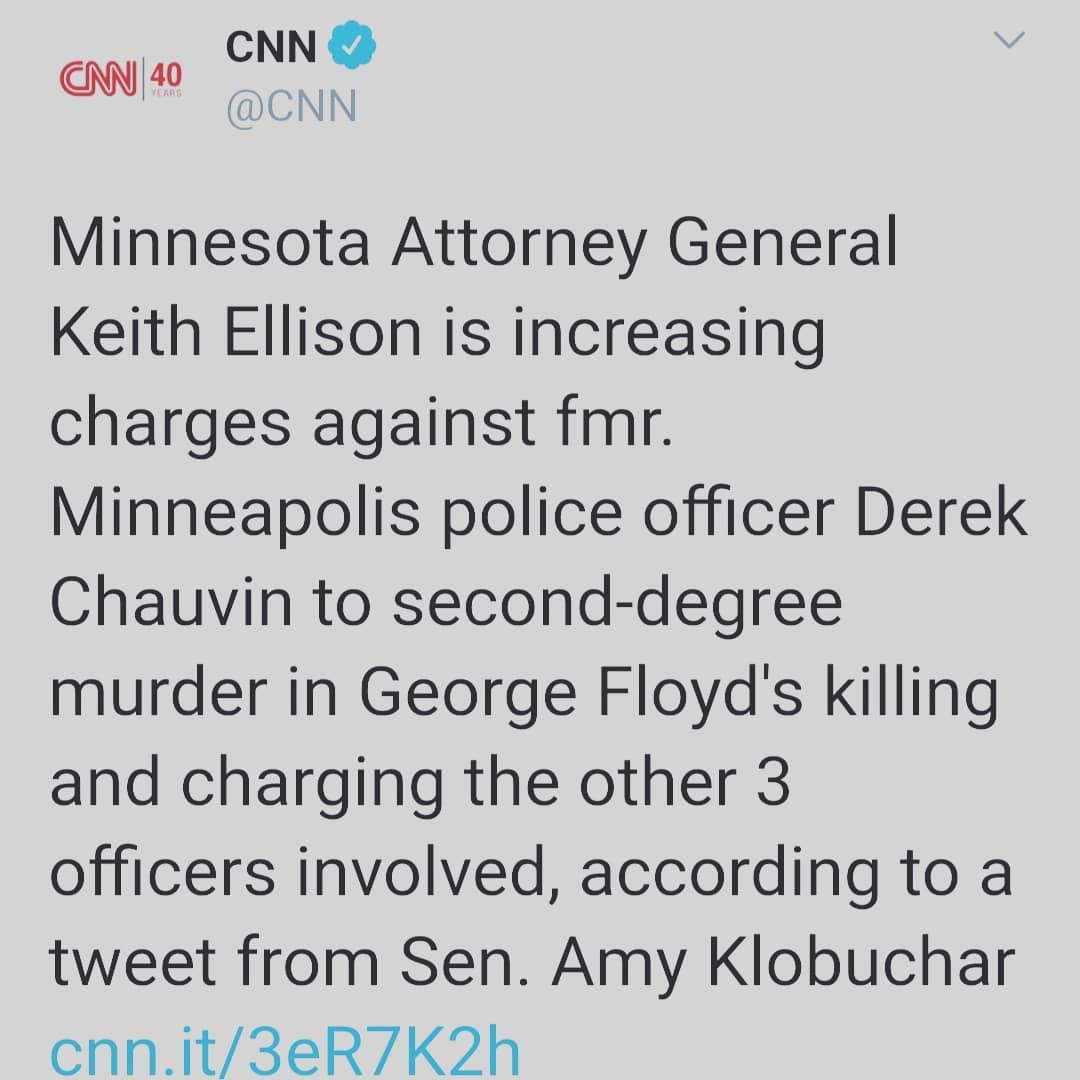 CNN
CNN 40
YEARS
@CNN
Minnesota Attorney General
Keith Ellison is increasing
charges against fmr.
Minneapolis police officer Derek
Chauvin to second-degree
murder in George Floyd's killing
and charging the other 3
officers involved, according to a
tweet from Sen. Amy Klobuchar
cnn.it/3eR7K2h